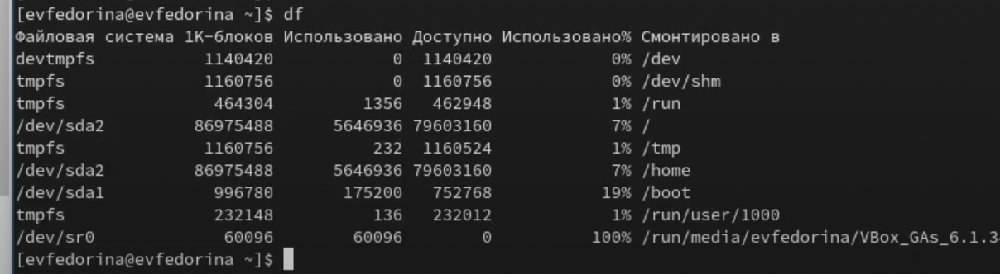 [evfedorina@evfedorina ~]$ df
Файловая система 1K-блоков Использовано Доступно Использовано% Смонтировано в
devtmpfs 1140420 0 1140420 0% /dev
tmpfs 1160756 0 1160756 0% /dev/shm
tmpfs 464304 1356 462948 1% /run
/dev/sda2 86975488 5646936 79603160 7% /
tmpfs 1160756 232 1160524 1% /tmp
/dev/sda2 86975488 5646936 79603160 7% /home
/dev/sda1 996780 175200 752768 19% /boot
tmpfs 232148 136 232012 1% /run/user/1000
/dev/sr0 60096 60096 0 100% /run/media/evfedorina/VBox_GAs_6.1.3
[evfedorina@evfedorina ~]$